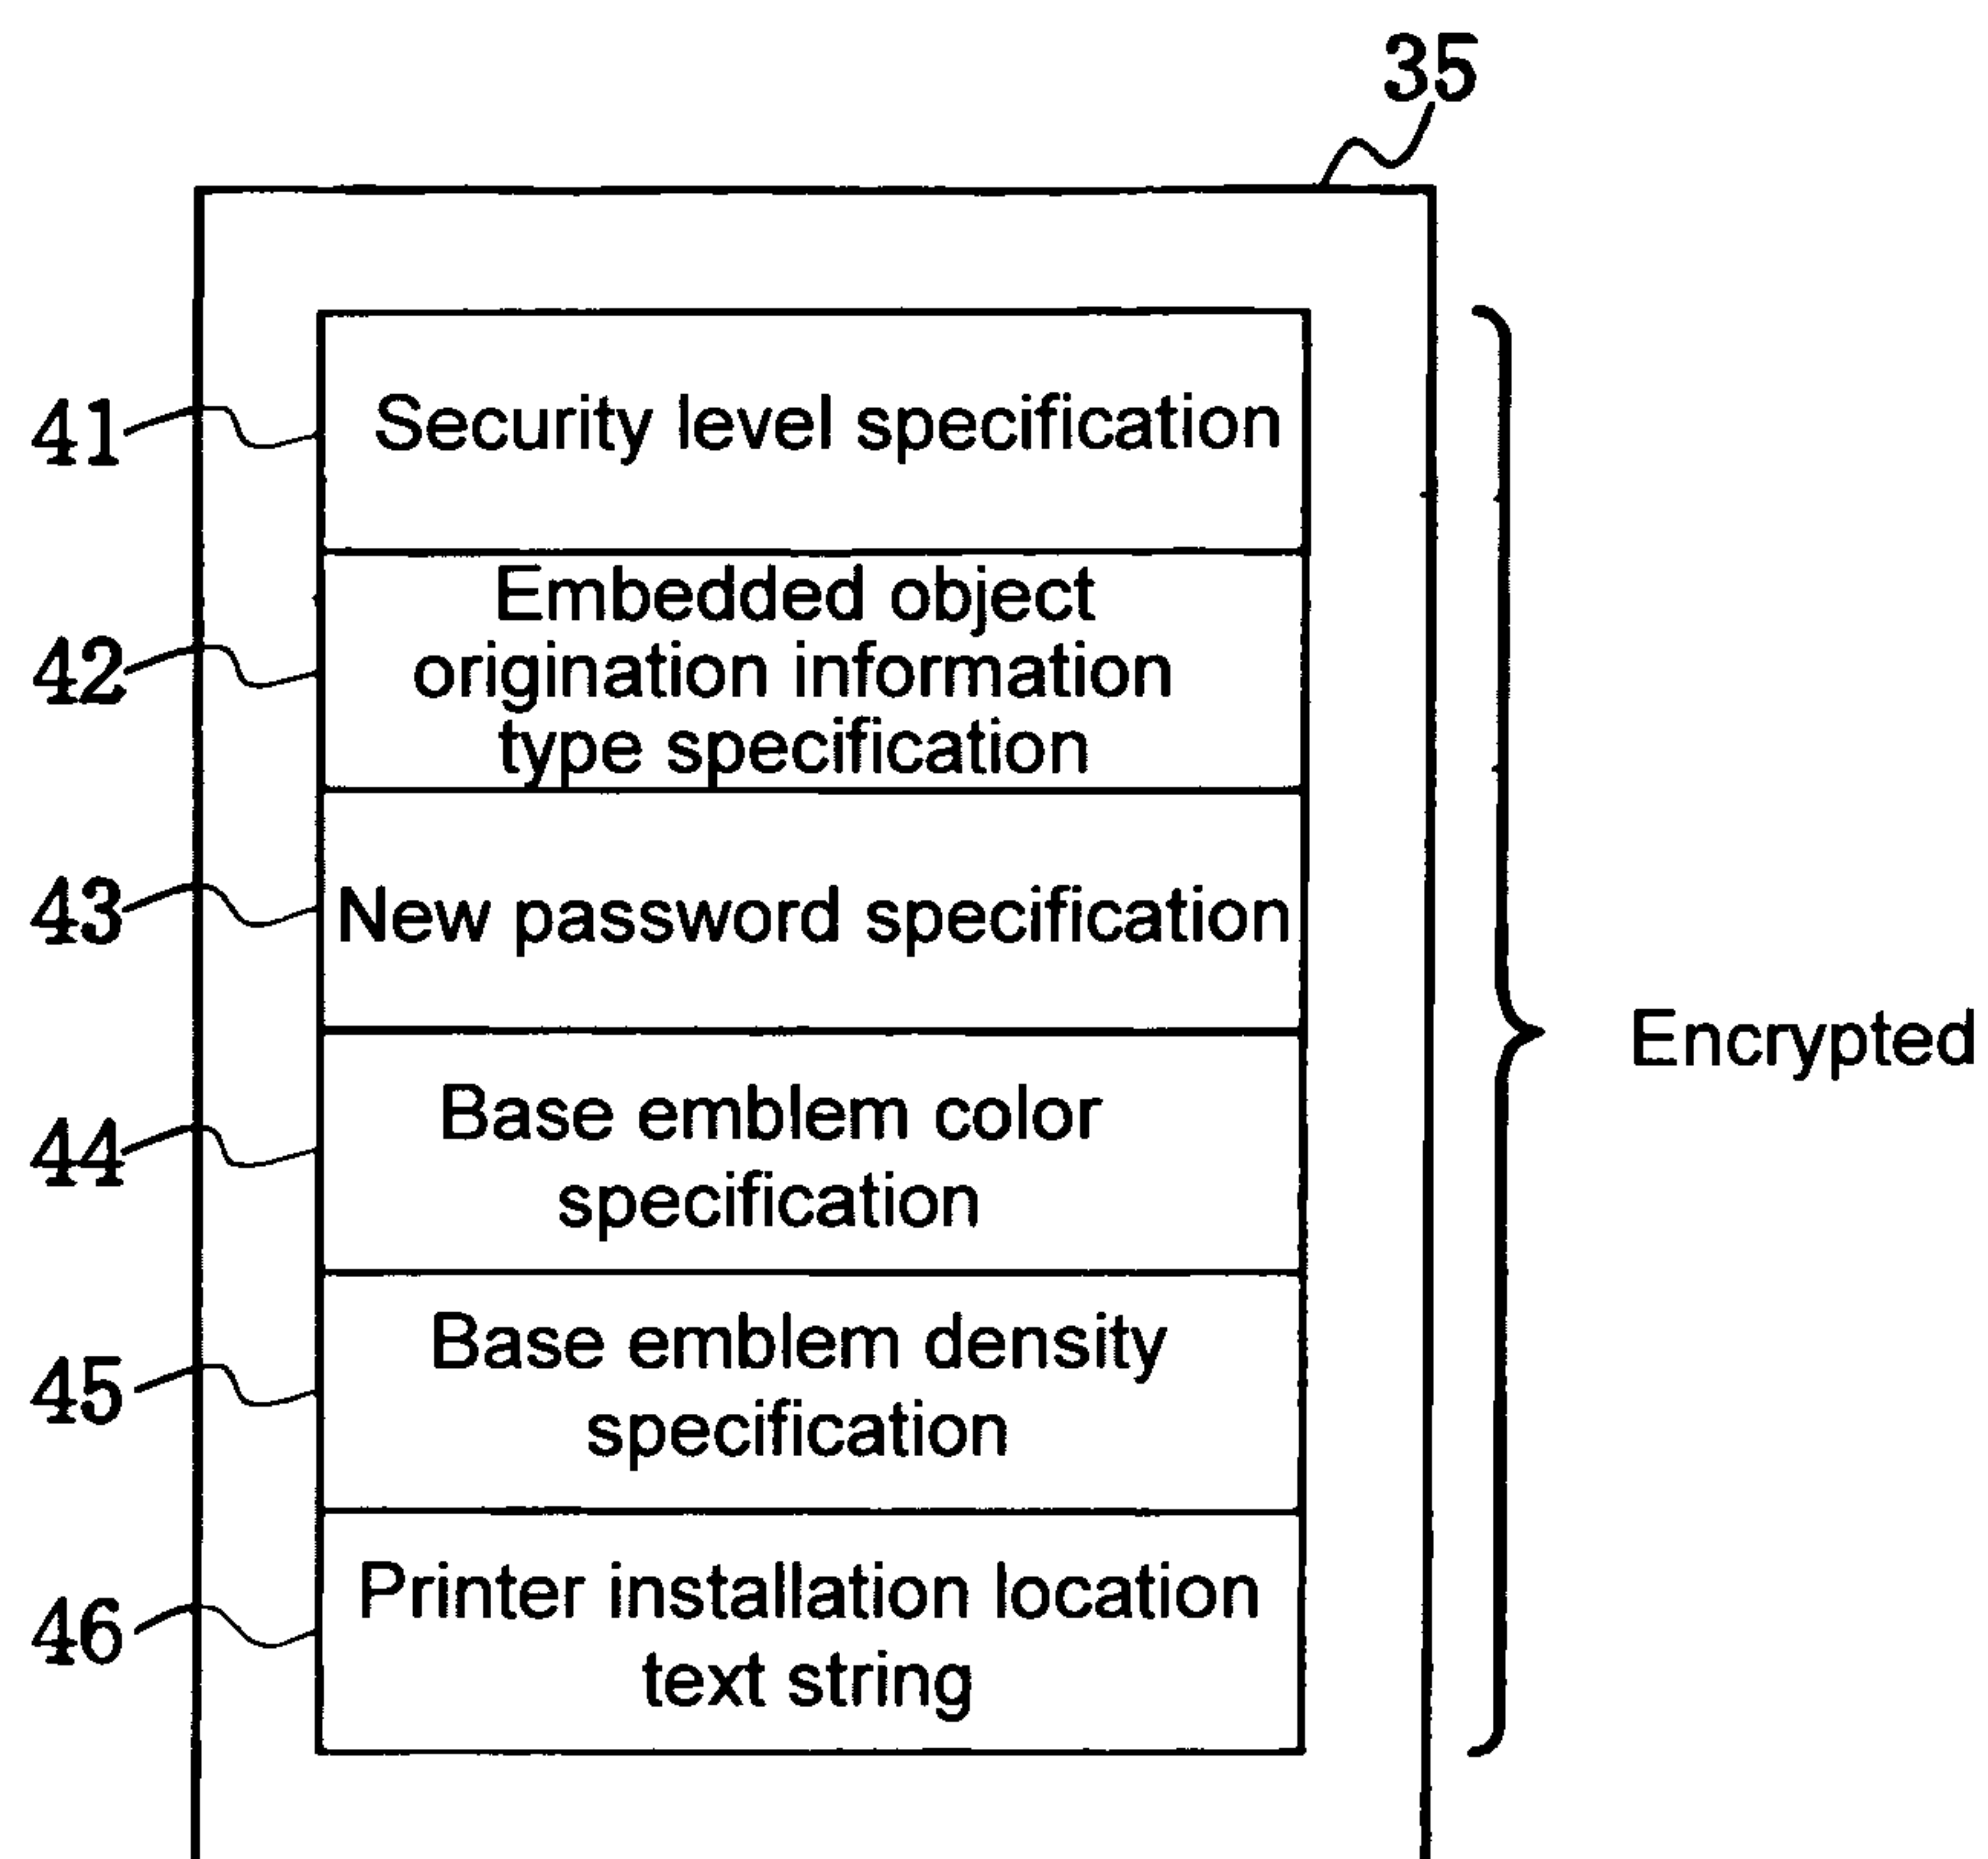 35
41
Security level specification
42
Embedded object
origination information
type specification
43
New password specification
Encrypted
44
Base emblem color
specification
45
Base emblem density
specification
46
Printer installation location
text string